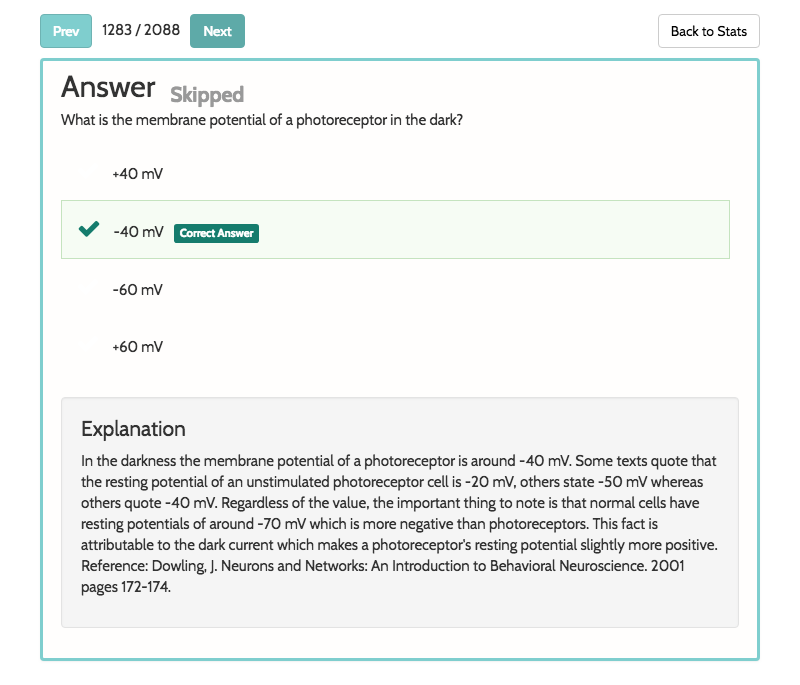 Prev 1283 / 2088 Next Back to Stats
Answer Skipped
What is the membrane potential of a photoreceptor in the dark?
+40 mV
-40 mV Correct Answer
-60 mV
+60 mV
Explanation
In the darkness the membrane potential of a photoreceptor is around -40 mV. Some texts quote that
the resting potential of an unstimulated photoreceptor cell is -20 mV, others state -50 mV whereas
others quote -40 mV. Regardless of the value, the important thing to note is that normal cells have
resting potentials of around -70 mV which is more negative than photoreceptors. This fact is
attributable to the dark current which makes a photoreceptor's resting potential slightly more positive.
Reference: Dowling, J. Neurons and Networks: An Introduction to Behavioral Neuroscience. 2001
pages 172-174.